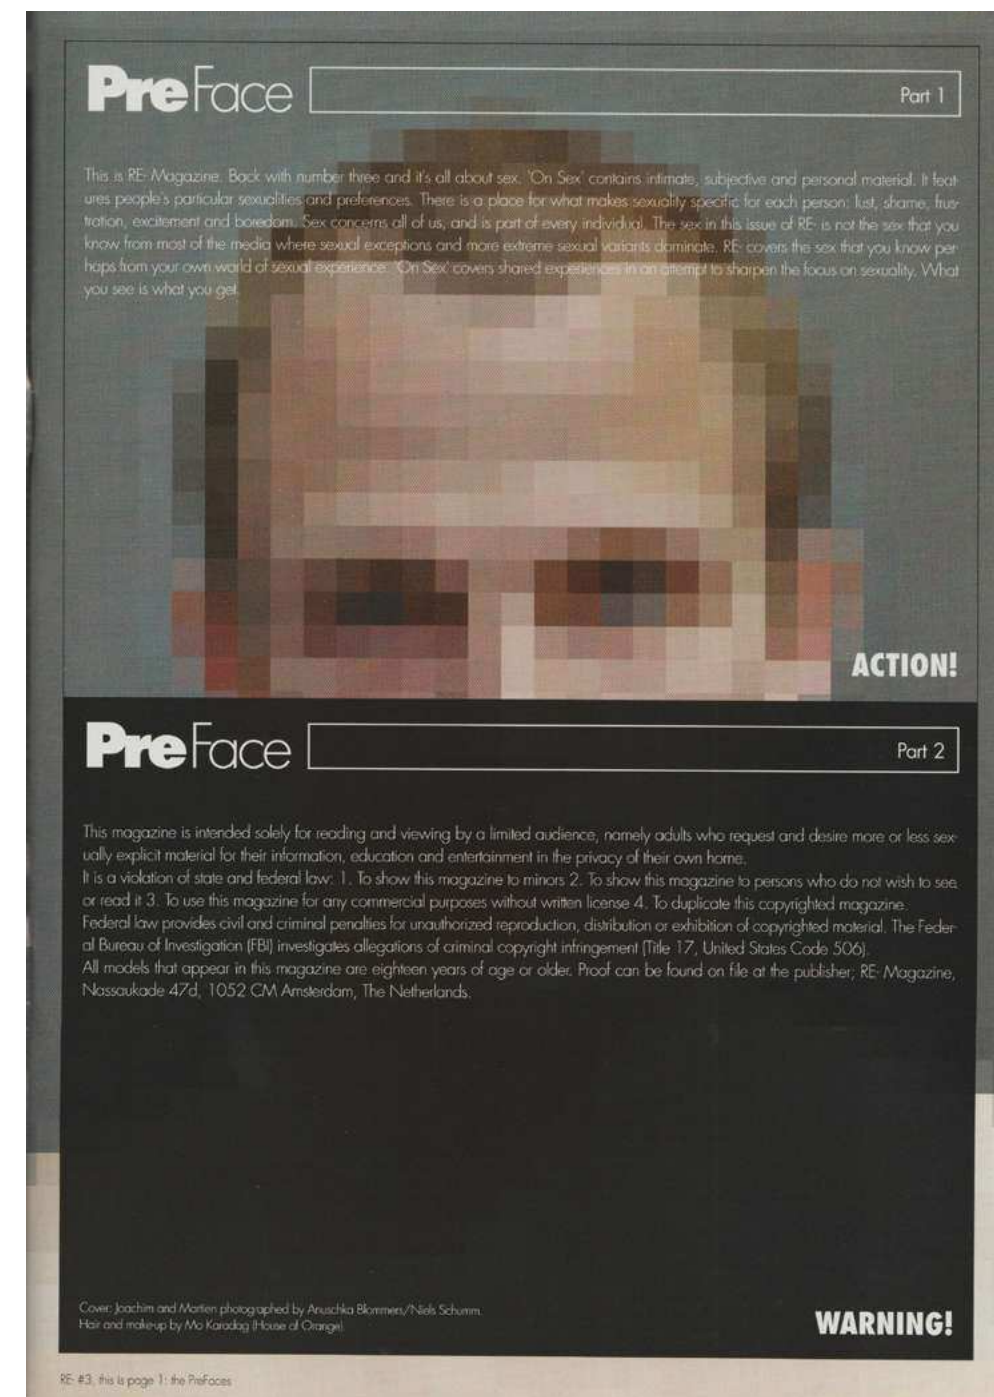 PreFace
Part 1
This is RE- Magazine. Back with number three and it's all about sex. 'On Sex' contains intimate, subjective and personal material. It feat-
ures people's particular sexualities and preferences. There is a place for what makes sexuality specific for each person: lust, shame, frus-
tration, excitement and boredom. Sex concerns all of us, and is part of every individual. The sex in this issue of RE- is not the sex that you
know from most of the media where sexual exceptions and more extreme sexual variants dominate. RE- covers the sex that you know per-
haps from your own world of sexual experience. 'On Sex' covers shared experiences in an attempt to sharpen the focus on sexuality. What
you see is what you get.
ACTION!
PreFace
Part 2
This magazine is intended solely for reading and viewing by a limited audience, namely adults who request and desire more or less sex-
ually explicit material for their information, education and entertainment in the privacy of their own home.
It is a violation of state and federal law: 1. To show this magazine to minors 2. To show this magazine to persons who do not wish to see
or read it 3. To use this magazine for any commercial purposes without written license 4. To duplicate this copyrighted magazine.
Federal law provides civil and criminal penalties for unauthorized reproduction, distribution or exhibition of copyrighted material. The Feder-
al Bureau of Investigation (FBI) investigates allegations of criminal copyright infringement (Title 17, United States Code 506).
All models that appear in this magazine are eighteen years of age or older. Proof can be found on file at the publisher; RE- Magazine,
Nassaukade 47d, 1052 CM Amsterdam, The Netherlands.
Cover: Joachim and Martien photographed by Anuschka Blommers/Niels Schumm.
Hair and make-up by Mo Karadag (House of Orange).
WARNING!
RE- #3, this is page 1: the PreFaces